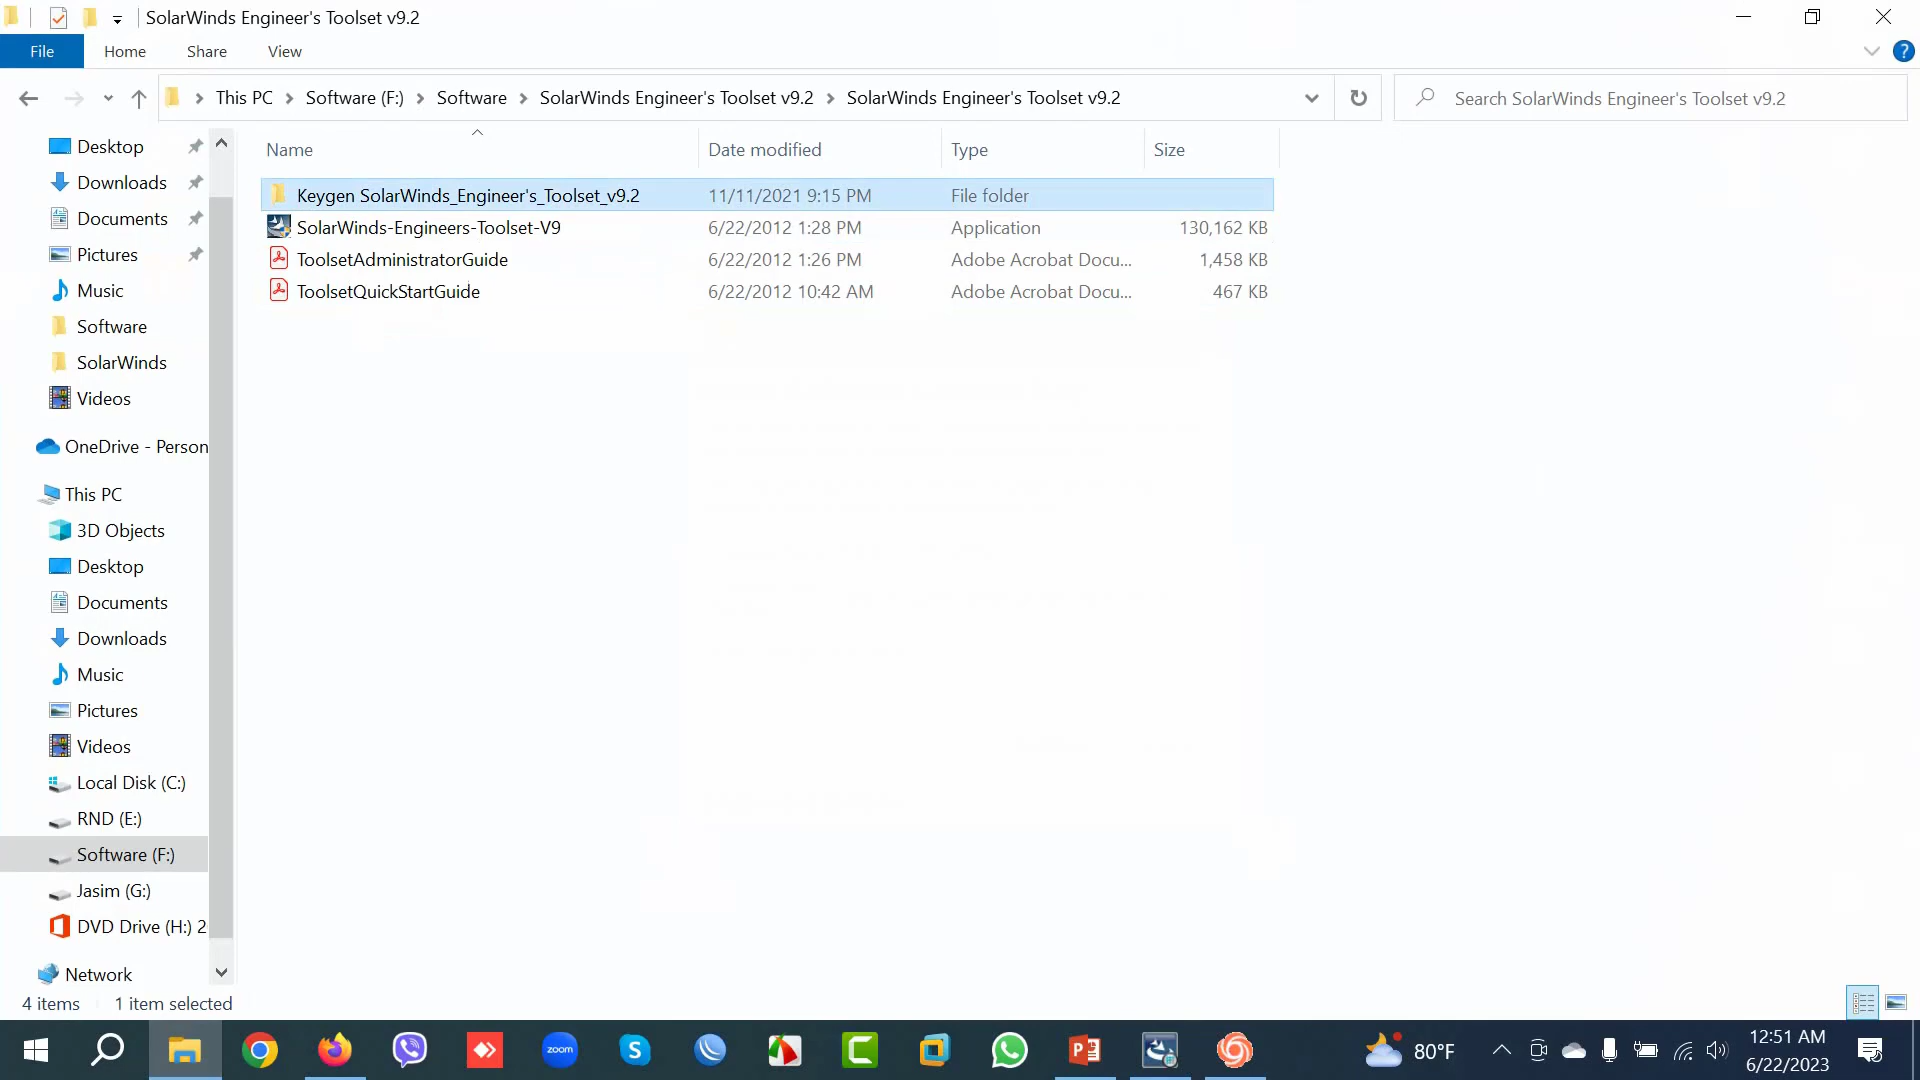 SolarWinds Engineer's Toolset v9.2
File Home Share View
This PC Software (F:) Software SolarWinds Engineer's Toolset v9.2 SolarWinds Engineer's Toolset v9.2
Search SolarWinds Engineer's Toolset v9.2
Name Date modified Type Size
Keygen SolarWinds_Engineer's_Toolset_v9.2 11/11/2021 9:15 PM File folder
SolarWinds-Engineers-Toolset-V9 6/22/2012 1:28 PM Application 130,162 KB
ToolsetAdministratorGuide 6/22/2012 1:26 PM Adobe Acrobat Docu... 1,458 KB
ToolsetQuickStartGuide 6/22/2012 10:42 AM Adobe Acrobat Docu... 467 KB
Desktop
Downloads
Documents
Pictures
Music
Software
SolarWinds
Videos
OneDrive - Person
This PC
3D Objects
Desktop
Documents
Downloads
Music
Pictures
Videos
Local Disk (C:)
RND (E:)
Software (F:)
Jasim (G:)
DVD Drive (H:) 2
Network
4 items 1 item selected
zoom
80°F
12:51 AM
6/22/2023